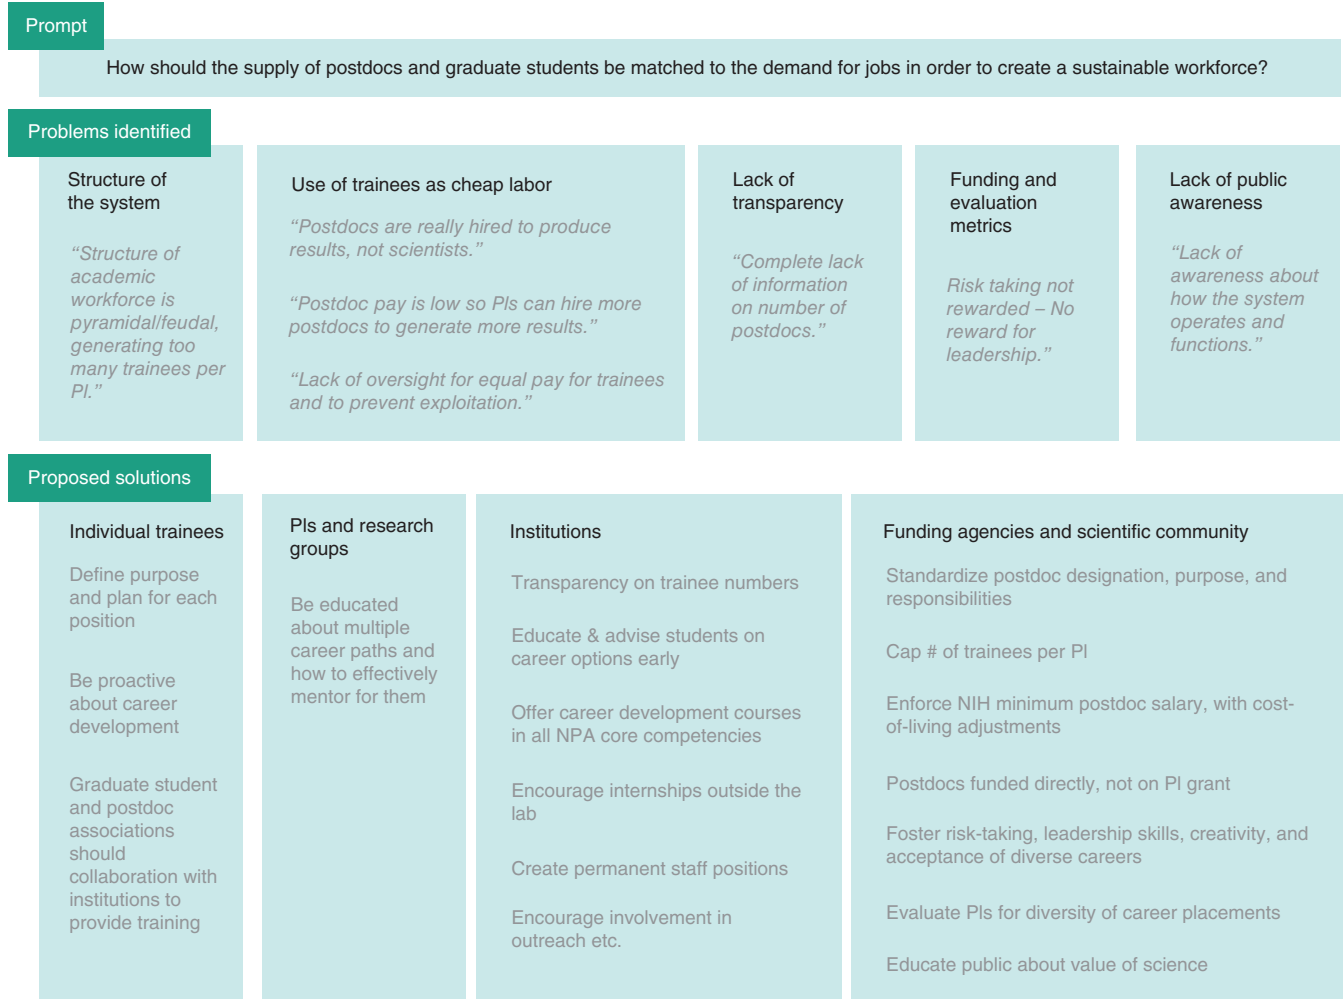 Prompt
How should the supply of postdocs and graduate students be matched to the demand for jobs in order to create a sustainable workforce?
Problems identified
Structure of
the system
“Structure of
academic
workforce is
pyramidal/feudal,
generating too
many trainees per
PI.”
Use of trainees as cheap labor
“Postdocs are really hired to produce
results, not scientists.”
“Postdoc pay is low so PIs can hire more
postdocs to generate more results.”
“Lack of oversight for equal pay for trainees
and to prevent exploitation.”
Lack of
transparency
“Complete lack
of information
on number of
postdocs.”
Funding and
evaluation
metrics
Risk taking not
rewarded – No
reward for
leadership.”
Lack of public
awareness
“Lack of
awareness about
how the system
operates and
functions.”
Proposed solutions
Individual trainees
Define purpose
and plan for each
position
Be proactive
about career
development
Graduate student
and postdoc
associations
should
collaboration with
institutions to
provide training
PIs and research
groups
Be educated
about multiple
career paths and
how to effectively
mentor for them
Institutions
Transparency on trainee numbers
Educate & advise students on
career options early
Offer career development courses
in all NPA core competencies
Encourage internships outside the
lab
Create permanent staff positions
Encourage involvement in
outreach etc.
Funding agencies and scientific community
Standardize postdoc designation, purpose, and
responsibilities
Cap # of trainees per PI
Enforce NIH minimum postdoc salary, with cost-
of-living adjustments
Postdocs funded directly, not on PI grant
Foster risk-taking, leadership skills, creativity, and
acceptance of diverse careers
Evaluate PIs for diversity of career placements
Educate public about value of science